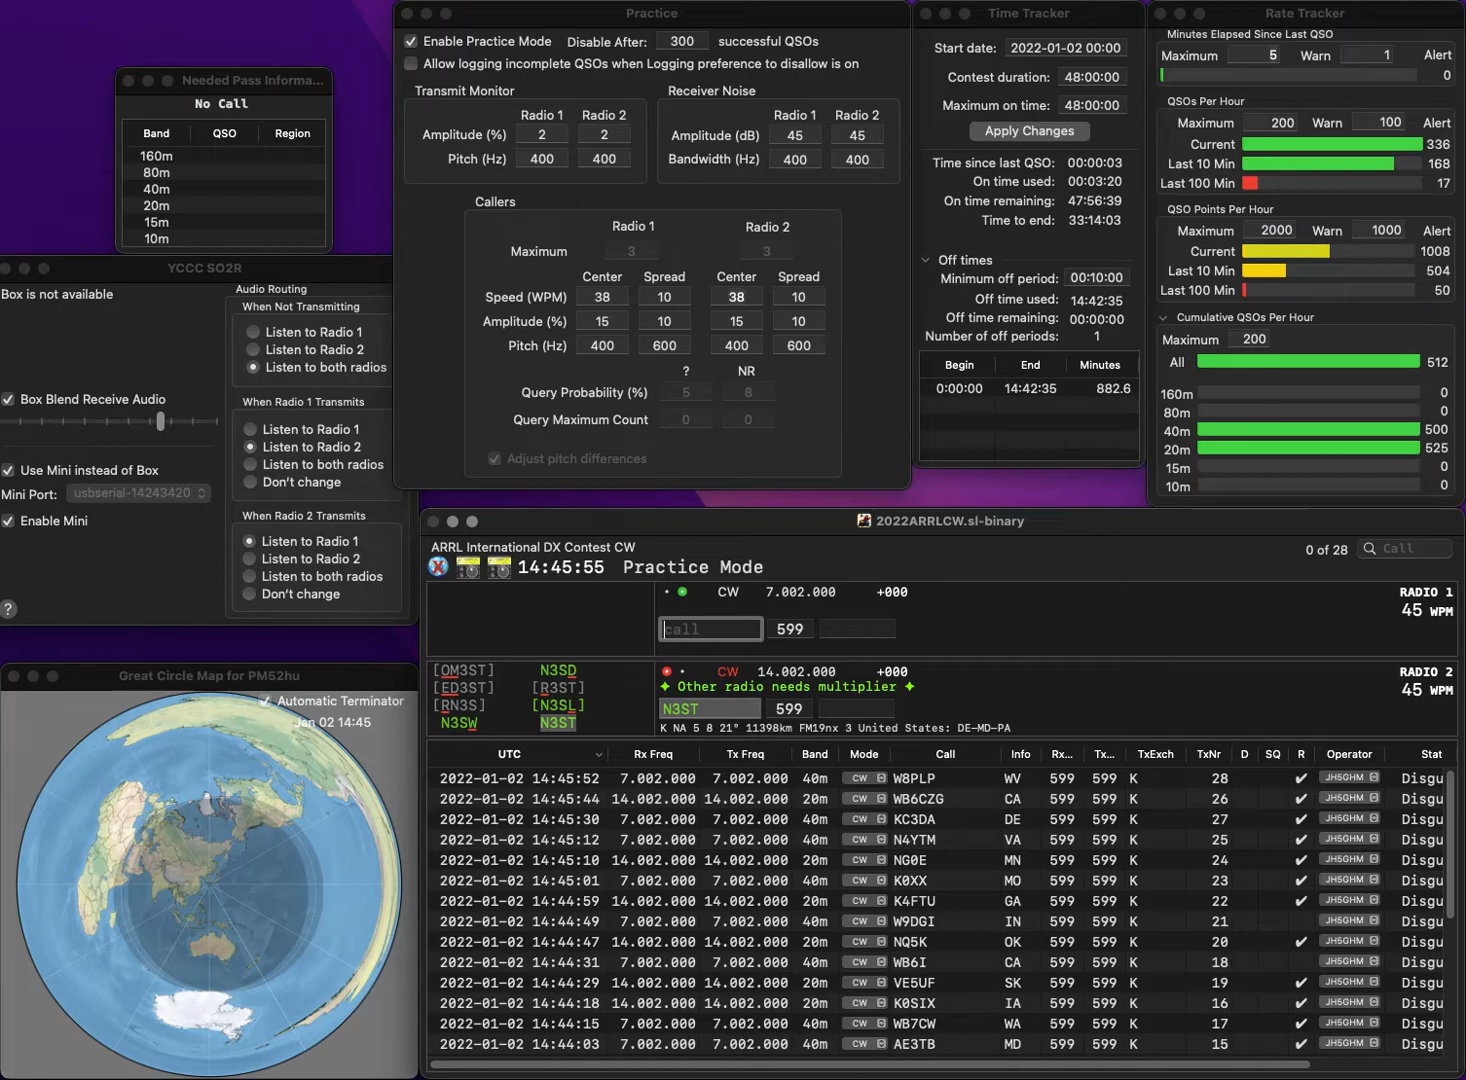 Needed Pass Informa...
No Call
Band QSO Region
160m
80m
40m
20m
15m
10m
YCCC SO2R
Box is not available
Audio Routing
When Not Transmitting
Listen to Radio 1
Listen to Radio 2
Listen to both radios
Box Blend Receive Audio
When Radio 1 Transmits
Listen to Radio 1
Listen to Radio 2
Listen to both radios
Don't change
Use Mini instead of Box
Mini Port: usbserial-14243420
Enable Mini
When Radio 2 Transmits
Listen to Radio 1
Listen to Radio 2
Listen to both radios
Don't change
?
Great Circle Map for PM52hu
Automatic Terminator
Jan 02 14:45
Practice
Enable Practice Mode Disable After: 300 successful QSOs
Allow logging incomplete QSOs when Logging preference to disallow is on
Transmit Monitor
Radio 1 Radio 2
Amplitude (%) 2 2
Pitch (Hz) 400 400
Receiver Noise
Radio 1 Radio 2
Amplitude (dB) 45 45
Bandwidth (Hz) 400 400
Callers
Radio 1 Radio 2
Maximum 3 3
Center Spread Center Spread
Speed (WPM) 38 10 38 10
Amplitude (%) 15 10 15 10
Pitch (Hz) 400 600 400 600
? NR
Query Probability (%) 5 8
Query Maximum Count 0 0
Adjust pitch differences
Time Tracker
Start date: 2022-01-02 00:00
Contest duration: 48:00:00
Maximum on time: 48:00:00
Apply Changes
Time since last QSO: 00:00:03
On time used: 00:03:20
On time remaining: 47:56:39
Time to end: 33:14:03
Off times
Minimum off period: 00:10:00
Off time used: 14:42:35
Off time remaining: 00:00:00
Number of off periods: 1
Begin End Minutes
0:00:00 14:42:35 882.6
Rate Tracker
Minutes Elapsed Since Last QSO
Maximum 5 Warn 1 Alert
0
QSOs Per Hour
Maximum 200 Warn 100 Alert
Current 336
Last 10 Min 168
Last 100 Min 17
QSO Points Per Hour
Maximum 2000 Warn 1000 Alert
Current 1008
Last 10 Min 504
Last 100 Min 50
Cumulative QSOs Per Hour
Maximum 200
All 512
160m 0
80m 0
40m 500
20m 525
15m 0
10m 0
2022ARRLCW.sl-binary
ARRL International DX Contest CW
0 of 28 Call
14:45:55 Practice Mode
CW 7.002.000 +000 RADIO 1
45 WPM
call 599
[OM3ST] N3SD
[ED3ST] [R3ST]
[RN3S] [N3SL]
N3SW N3ST
CW 14.002.000 +000 RADIO 2
Other radio needs multiplier
45 WPM
N3ST 599
K NA 5 8 21° 11398km FM19nx 3 United States: DE-MD-PA
UTC Rx Freq Tx Freq Band Mode Call Info Rx... Tx... TxExch TxNr D SQ R Operator Stat
2022-01-02 14:45:52 7.002.000 7.002.000 40m CW W8PLP WV 599 599 K 28 ✔ JH5GHM Disgu
2022-01-02 14:45:44 14.002.000 14.002.000 20m CW WB6CZG CA 599 599 K 26 ✔ JH5GHM Disgu
2022-01-02 14:45:30 7.002.000 7.002.000 40m CW KC3DA DE 599 599 K 27 ✔ JH5GHM Disgu
2022-01-02 14:45:12 7.002.000 7.002.000 40m CW N4YTM VA 599 599 K 25 ✔ JH5GHM Disgu
2022-01-02 14:45:10 14.002.000 14.002.000 20m CW NG0E MN 599 599 K 24 ✔ JH5GHM Disgu
2022-01-02 14:45:01 7.002.000 7.002.000 40m CW K0XX MO 599 599 K 23 ✔ JH5GHM Disgu
2022-01-02 14:44:59 14.002.000 14.002.000 20m CW K4FTU GA 599 599 K 22 ✔ JH5GHM Disgu
2022-01-02 14:44:49 7.002.000 7.002.000 40m CW W9DGI IN 599 599 K 21 JH5GHM Disgu
2022-01-02 14:44:47 14.002.000 14.002.000 20m CW NQ5K OK 599 599 K 20 ✔ JH5GHM Disgu
2022-01-02 14:44:31 7.002.000 7.002.000 40m CW WB6I CA 599 599 K 18 JH5GHM Disgu
2022-01-02 14:44:29 14.002.000 14.002.000 20m CW VE5UF SK 599 599 K 19 ✔ JH5GHM Disgu
2022-01-02 14:44:18 14.002.000 14.002.000 20m CW K0SIX IA 599 599 K 16 ✔ JH5GHM Disgu
2022-01-02 14:44:15 7.002.000 7.002.000 40m CW WB7CW WA 599 599 K 17 ✔ JH5GHM Disgu
2022-01-02 14:44:03 7.002.000 7.002.000 40m CW AE3TB MD 599 599 K 15 ✔ JH5GHM Disgu